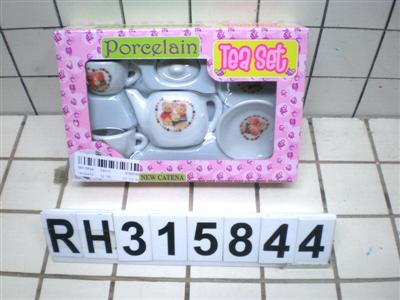 Porcelain
Tea Set
NEW CATENA
RH315844